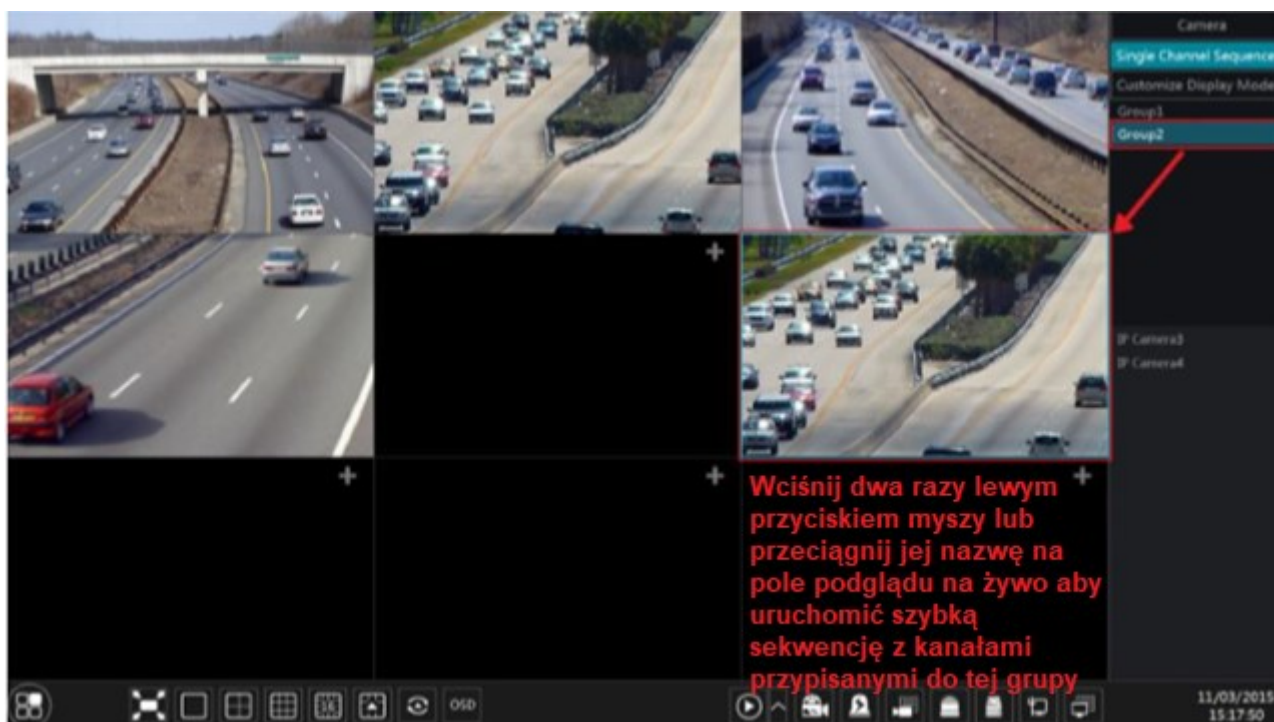 Camera
Single Channel Sequence
Customize Display Mode
Group1
Group2
IP Camera3
IP Camera4
Wciśnij dwa razy lewym
przyciskiem myszy lub
przeciągnij jej nazwę na
pole podglądu na żywo aby
uruchomić szybką
sekwencję z kanałami
przypisanymi do tej grupy
OSD
11/03/2015
15:17:50